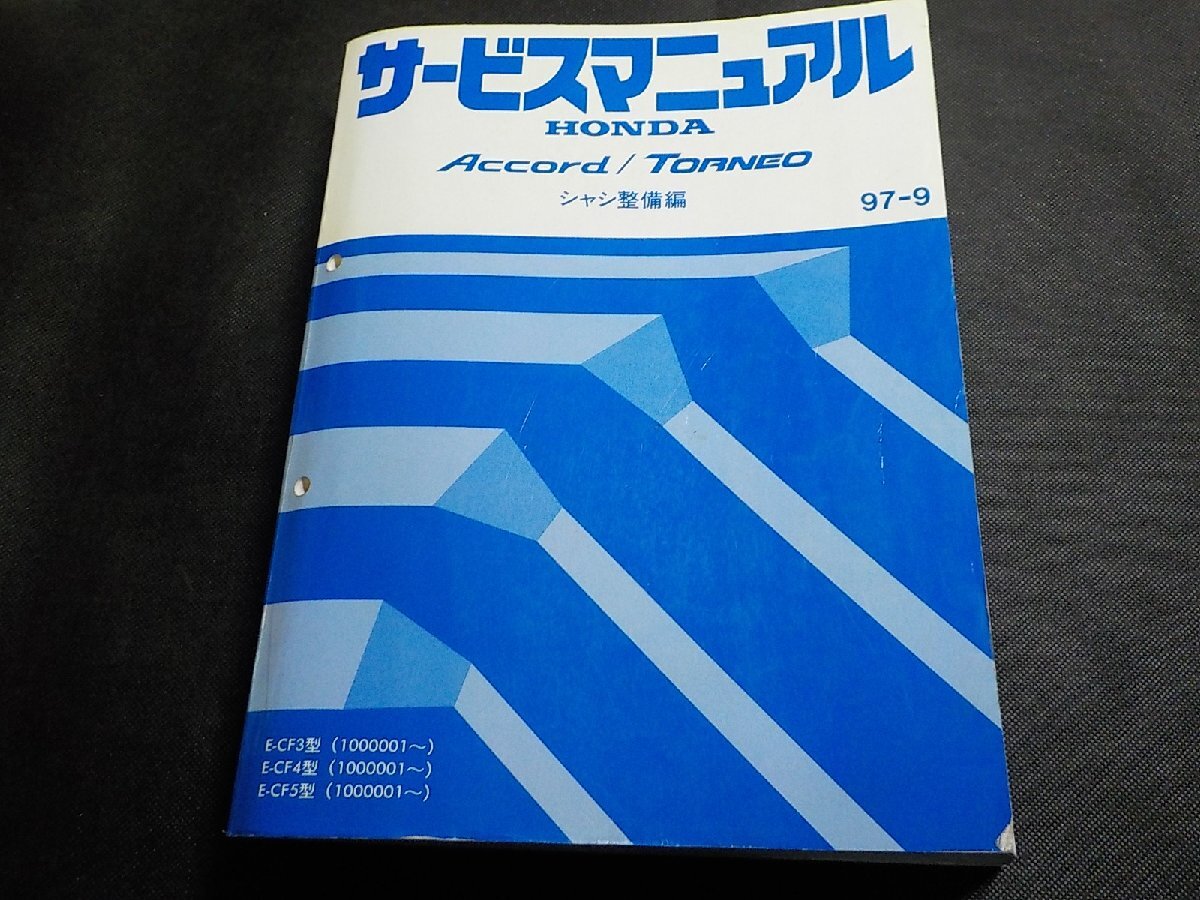 サービスマニュアル
HONDA
Accord / TORNEO
シャシ整備編 97-9
E-CF3型 (1000001～)
E-CF4型 (1000001～)
E-CF5型 (1000001～)